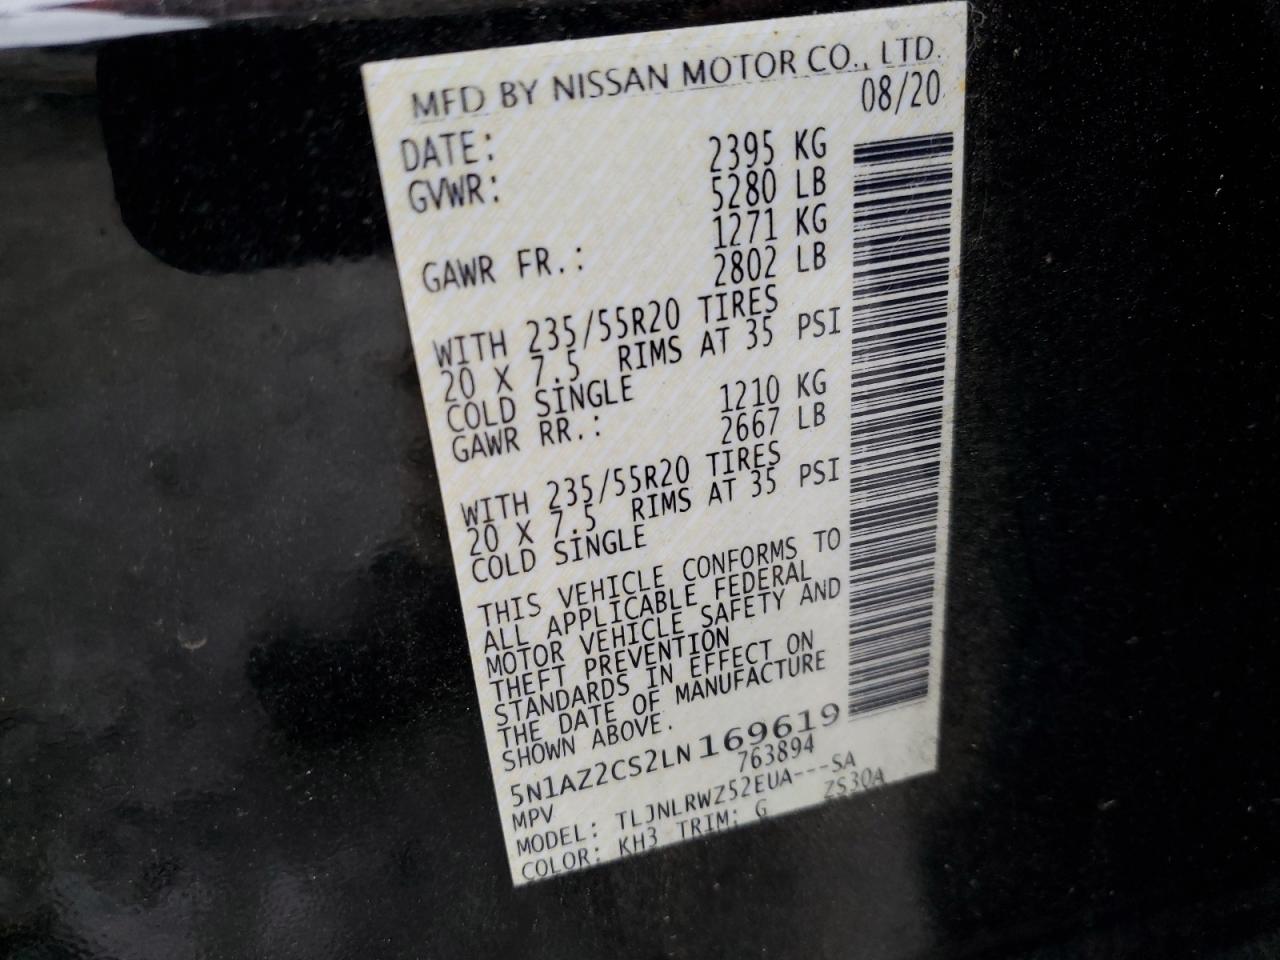 MFD BY NISSAN MOTOR CO., LTD.
DATE: 08/20
GVWR: 2395 KG
5280 LB
GAWR FR.: 1271 KG
2802 LB
WITH 235/55R20 TIRES
20 X 7.5 RIMS AT 35 PSI
COLD SINGLE
GAWR RR.: 1210 KG
2667 LB
WITH 235/55R20 TIRES
20 X 7.5 RIMS AT 35 PSI
COLD SINGLE
THIS VEHICLE CONFORMS TO
ALL APPLICABLE FEDERAL
MOTOR VEHICLE SAFETY AND
THEFT PREVENTION
STANDARDS IN EFFECT ON
THE DATE OF MANUFACTURE
SHOWN ABOVE.
5N1AZ2CS2LN169619
MPV 763894
MODEL: TLJNLRWZ52EUA---SA
COLOR: KH3 TRIM: G ZS30A